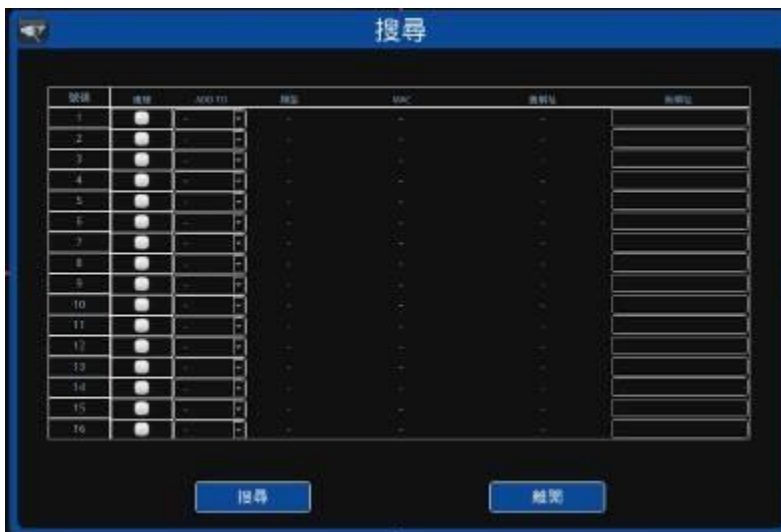 搜尋
號碼 ADD TO MAC
1 - - - -
2 - - - -
3 - - - -
4 - - - -
5 - - - -
6 - - - -
7 - - - -
8 - - - -
9 - - - -
10 - - - -
11 - - - -
12 - - - -
13 - - - -
14 - - - -
15 - - - -
16 - - - -
搜尋 離開